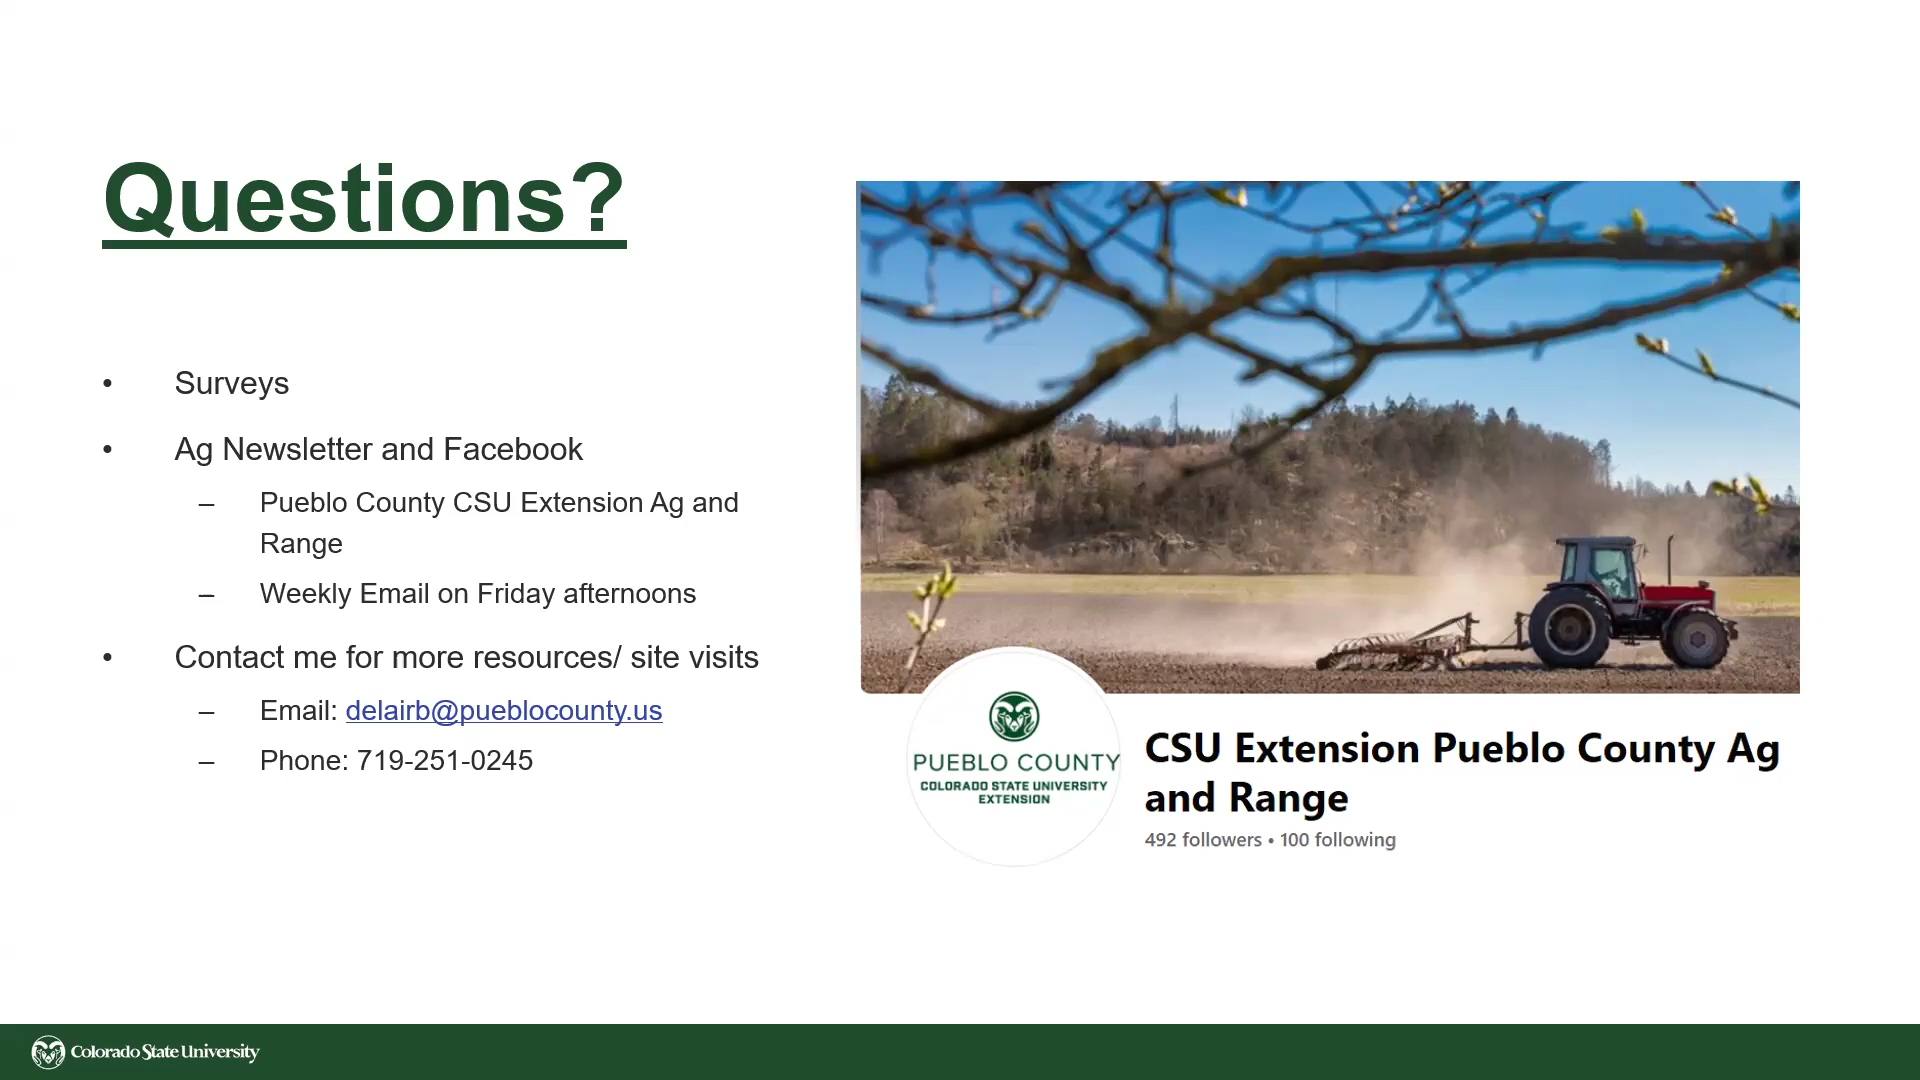 Questions?
• Surveys
• Ag Newsletter and Facebook
– Pueblo County CSU Extension Ag and
Range
– Weekly Email on Friday afternoons
• Contact me for more resources/ site visits
– Email: delairb@pueblocounty.us
– Phone: 719-251-0245
PUEBLO COUNTY
COLORADO STATE UNIVERSITY
EXTENSION
CSU Extension Pueblo County Ag
and Range
492 followers • 100 following
Colorado State University